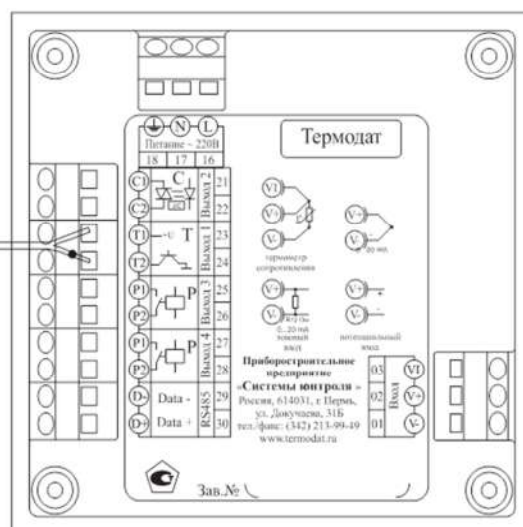 Термодат
N L
Питание ~ 220В
18 17 16
C1 C Выход 2 21
C2 22
T1 T Выход 1 23
T2 24
P1 P Выход 3 25
P2 26
P1 P Выход 4 27
P2 28
D- Data - RS485 29
D+ Data + 30
VI
V+
V-
термометр
сопротивления
V+
V-
V+
V-
0...20 mA
токовый
вход
V+
V-
потенциальный
вход
Приборостроительное
предприятие
«Системы контроля »
Россия, 614031, г Пермь,
ул. Докучаева, 31Б
тел./факс: (342) 213-99-49
www.termodat.ru
03 VI
02 Вход V+
01 V-
Зав.№